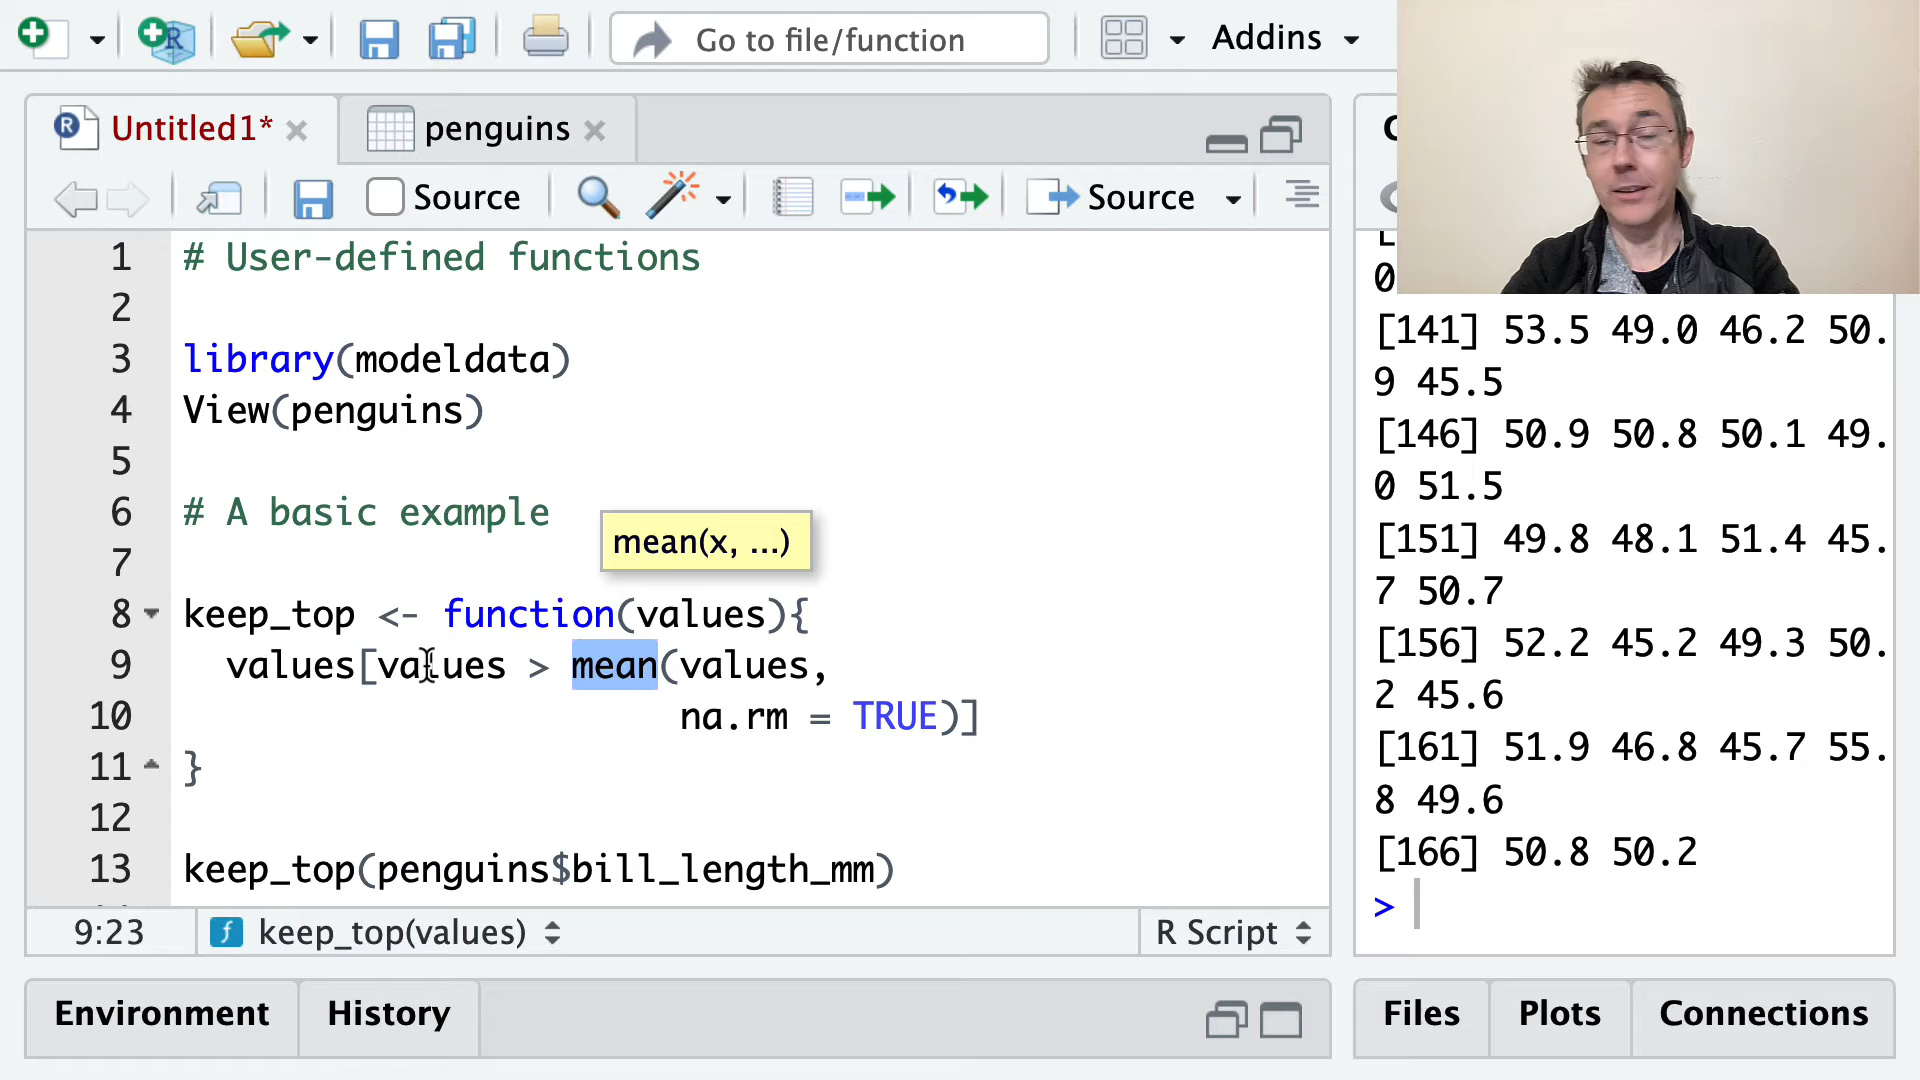 Go to file/function
Addins
Untitled1*
penguins
Source
Source
1 # User-defined functions
2
3 library(modeldata)
4 View(penguins)
5
6 # A basic example
mean(x, ...)
7
8 keep_top <- function(values){
9 values[values > mean(values,
10 na.rm = TRUE)]
11 }
12
13 keep_top(penguins$bill_length_mm)
9:23
keep_top(values)
R Script
Environment
History
0
[141] 53.5 49.0 46.2 50.
9 45.5
[146] 50.9 50.8 50.1 49.
0 51.5
[151] 49.8 48.1 51.4 45.
7 50.7
[156] 52.2 45.2 49.3 50.
2 45.6
[161] 51.9 46.8 45.7 55.
8 49.6
[166] 50.8 50.2
>
Files
Plots
Connections